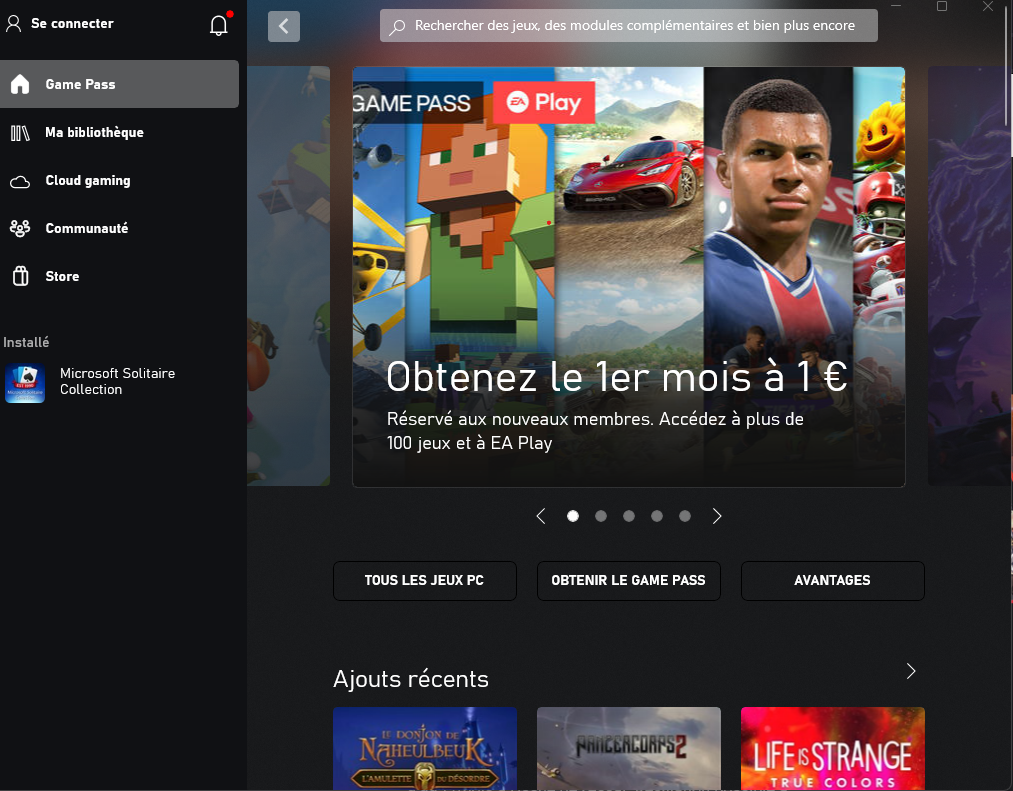 Se connecter
Rechercher des jeux, des modules complémentaires et bien plus encore
Game Pass
Ma bibliothèque
Cloud gaming
Communauté
Store
Installé
Microsoft Solitaire
Collection
GAME PASS
EA Play
Obtenez le 1er mois à 1 €
Réservé aux nouveaux membres. Accédez à plus de
100 jeux et à EA Play
TOUS LES JEUX PC
OBTENIR LE GAME PASS
AVANTAGES
Ajouts récents
LE DONJON DE
NAHEULBEUK
L'AMULETTE DU DÉSORDRE
PANZERCORPS2
LIFE IS STRANGE
TRUE COLORS